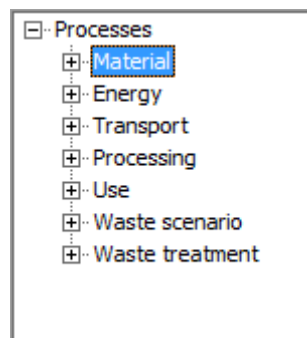 Processes
Material
Energy
Transport
Processing
Use
Waste scenario
Waste treatment